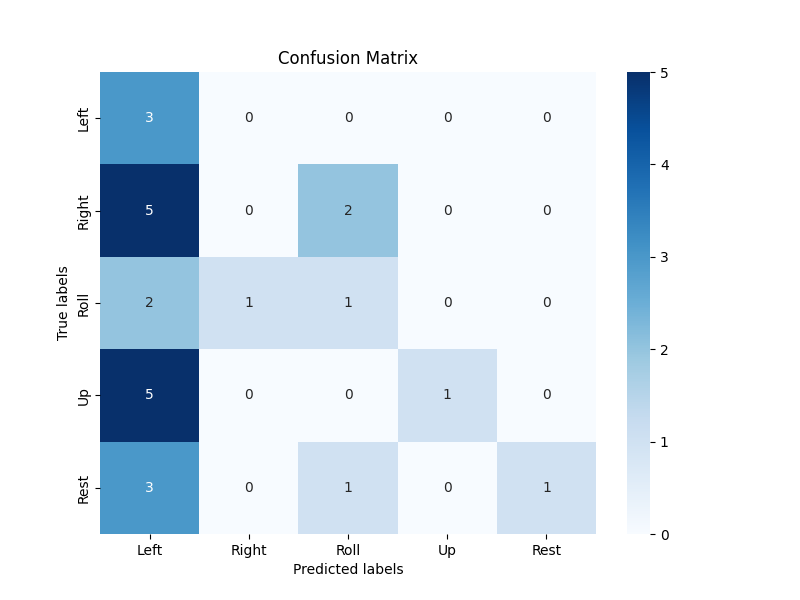 Confusion Matrix
True labels
Left 3 0 0 0 0
Right 5 0 2 0 0
Roll 2 1 1 0 0
Up 5 0 0 1 0
Rest 3 0 1 0 1
Left Right Roll Up Rest
Predicted labels
5
4
3
2
1
0